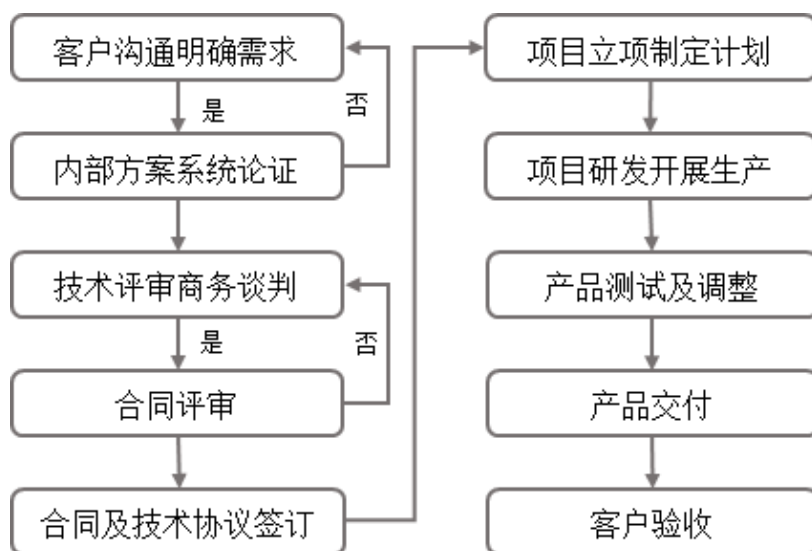 客户沟通明确需求
是
否
内部方案系统论证
技术评审商务谈判
是
否
合同评审
合同及技术协议签订
项目立项制定计划
项目研发开展生产
产品测试及调整
产品交付
客户验收